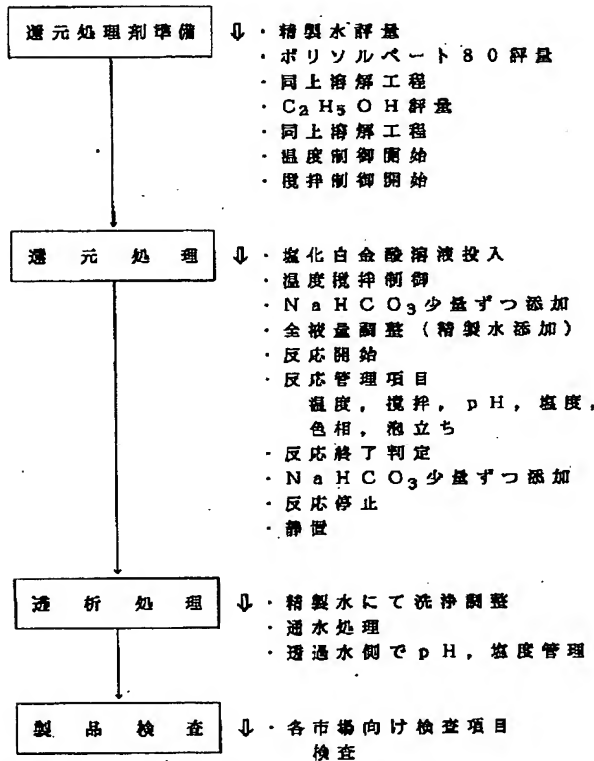 還元処理剤準備 ⇩ ・精製水評量
・ポリソルベート80評量
・同上溶解工程
・C₂H₅OH評量
・同上溶解工程
・温度制御開始
・攪拌制御開始
還元処理 ⇩ ・塩化白金酸溶液投入
・温度攪拌制御
・NaHCO₃少量ずつ添加
・全液量調整(精製水添加)
・反応開始
・反応管理項目
温度,攪拌,pH,塩度,
色相,泡立ち
・反応終了判定
・NaHCO₃少量ずつ添加
・反応停止
・静置
透析処理 ⇩ ・精製水にて洗浄調整
・通水処理
・透過水側でpH,塩度管理
製品検査 ⇩ ・各市場向け検査項目
検査